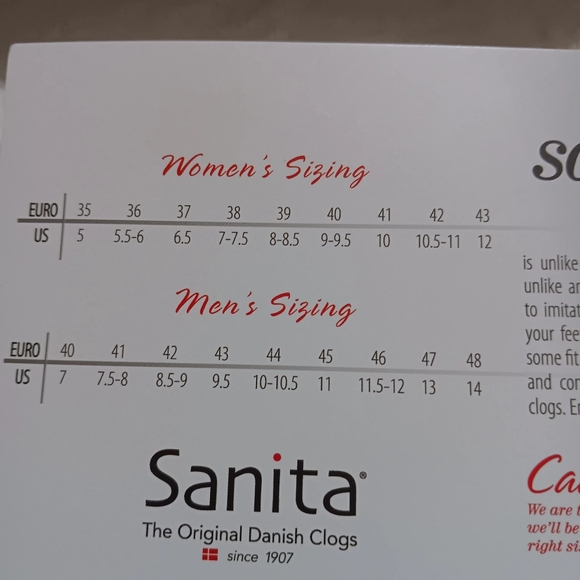 Women's Sizing
EURO 35 36 37 38 39 40 41 42 43
US 5 5.5-6 6.5 7-7.5 8-8.5 9-9.5 10 10.5-11 12
Men's Sizing
EURO 40 41 42 43 44 45 46 47 48
US 7 7.5-8 8.5-9 9.5 10-10.5 11 11.5-12 13 14
Sanita®
The Original Danish Clogs
since 1907
is unlike
unlike
to
your
some fit
and
clogs.
We are
we'll be
right